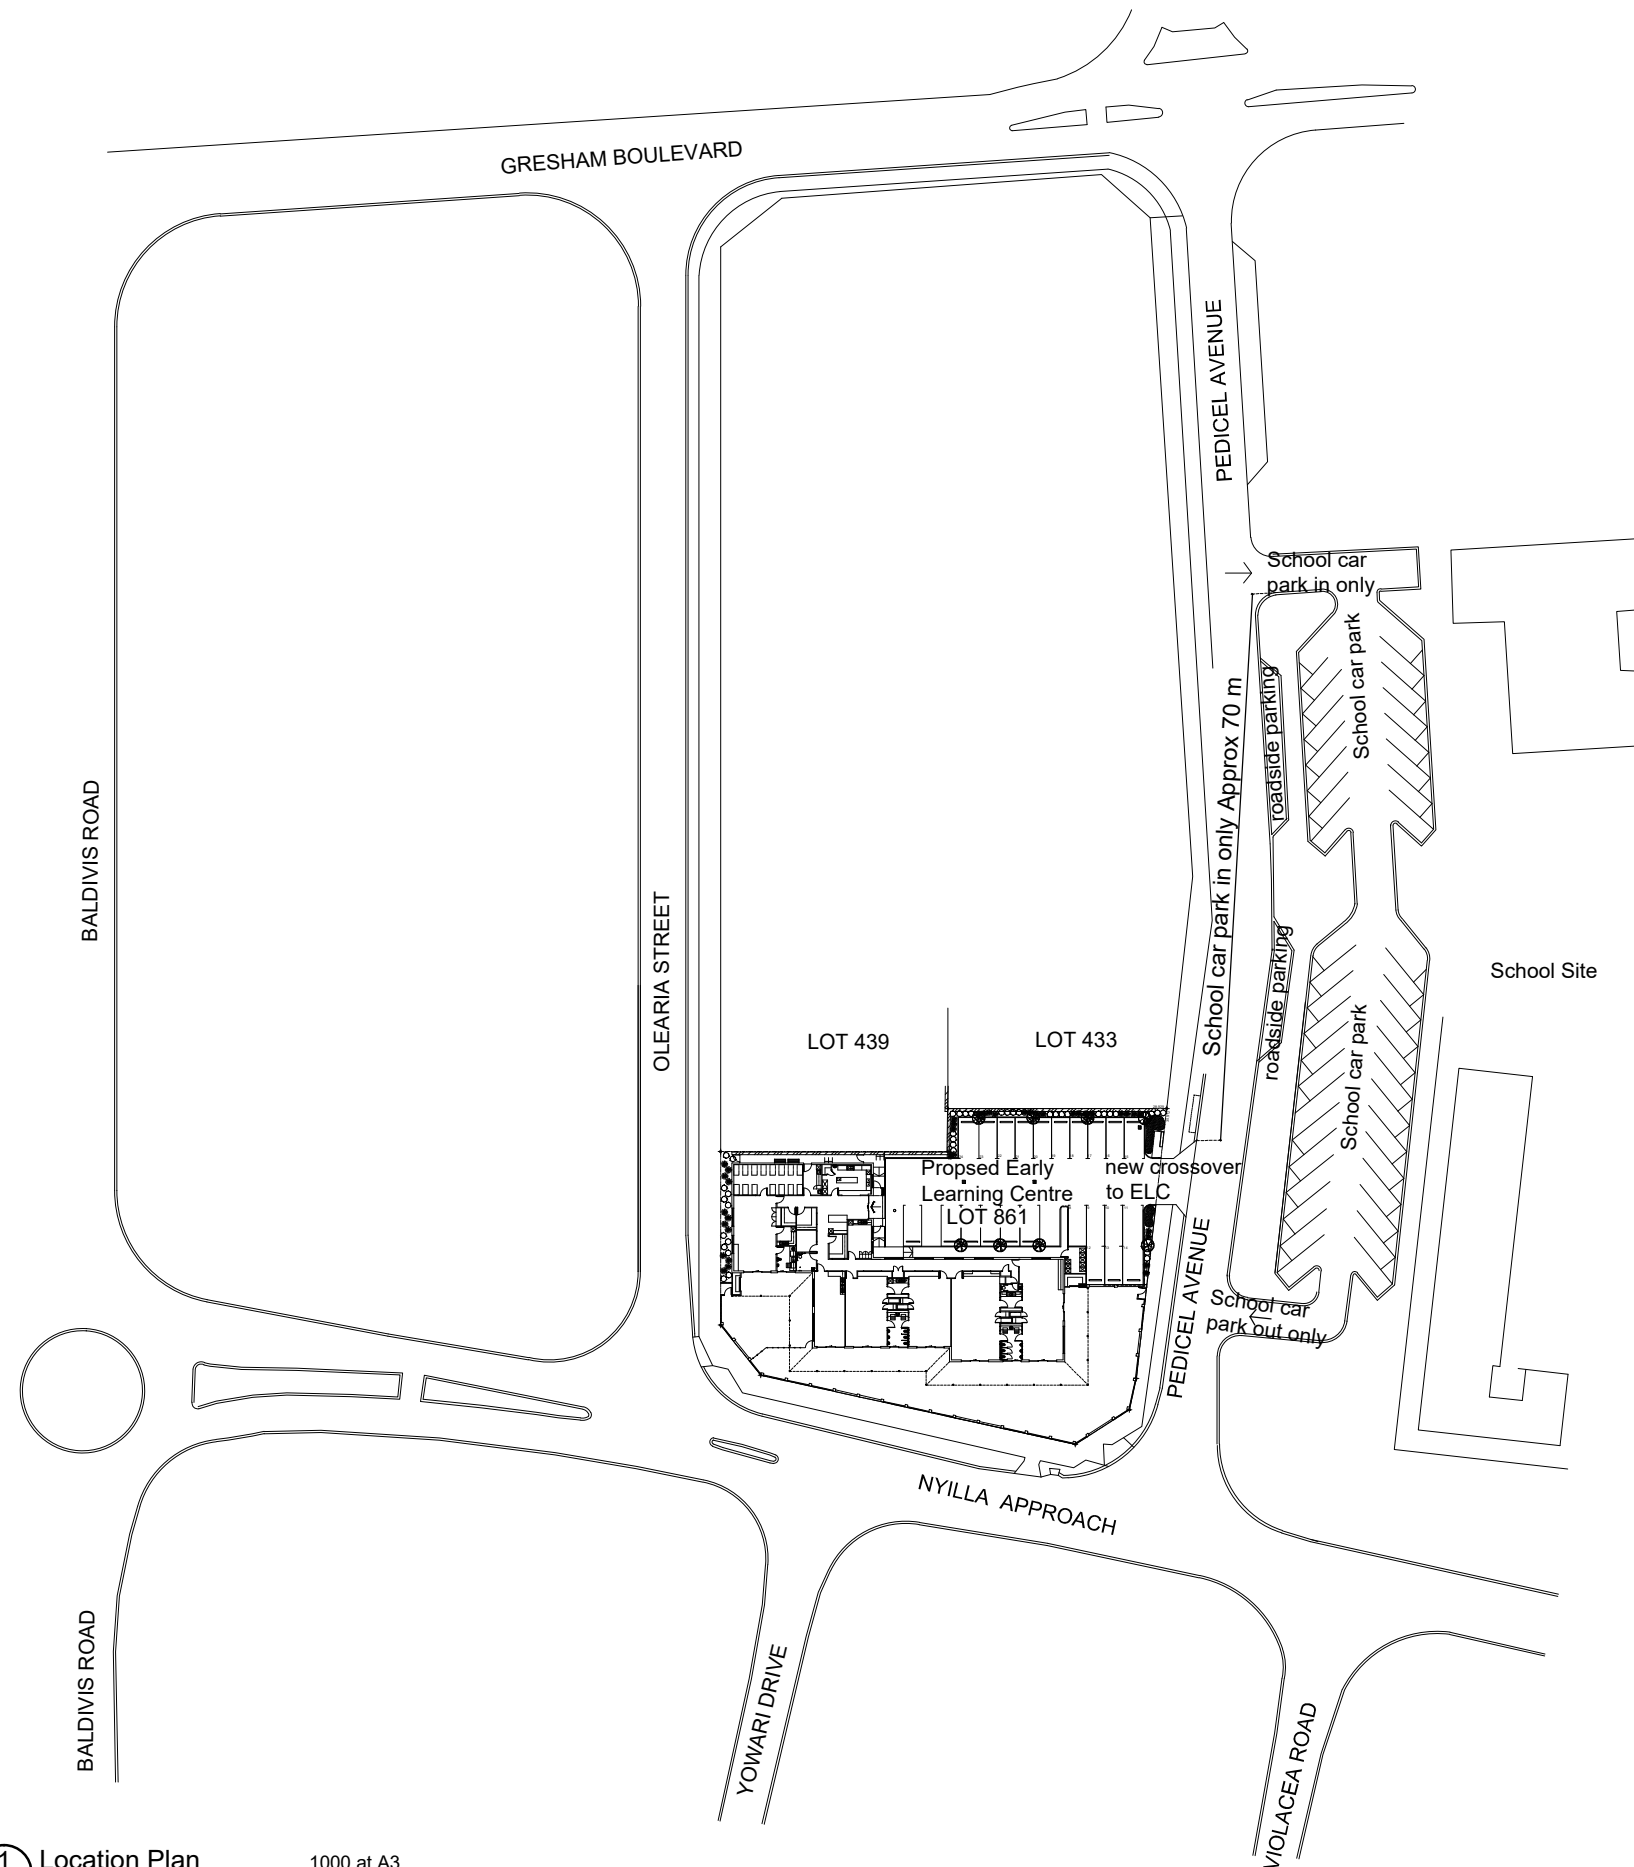 GRESHAM BOULEVARD
PEDICEL AVENUE
School car
park in only
School car park
roadside parking
School car park in only Approx 70 m
BALDIVIS ROAD
OLEARIA STREET
roadside parking
School Site
School car park
LOT 439
LOT 433
Propsed Early
Learning Centre
LOT 861
new crossover
to ELC
PEDICEL AVENUE
School car
park out only
NYILLA APPROACH
BALDIVIS ROAD
YOWARI DRIVE
VIOLACEA ROAD
1
Location Plan
1000 at A3